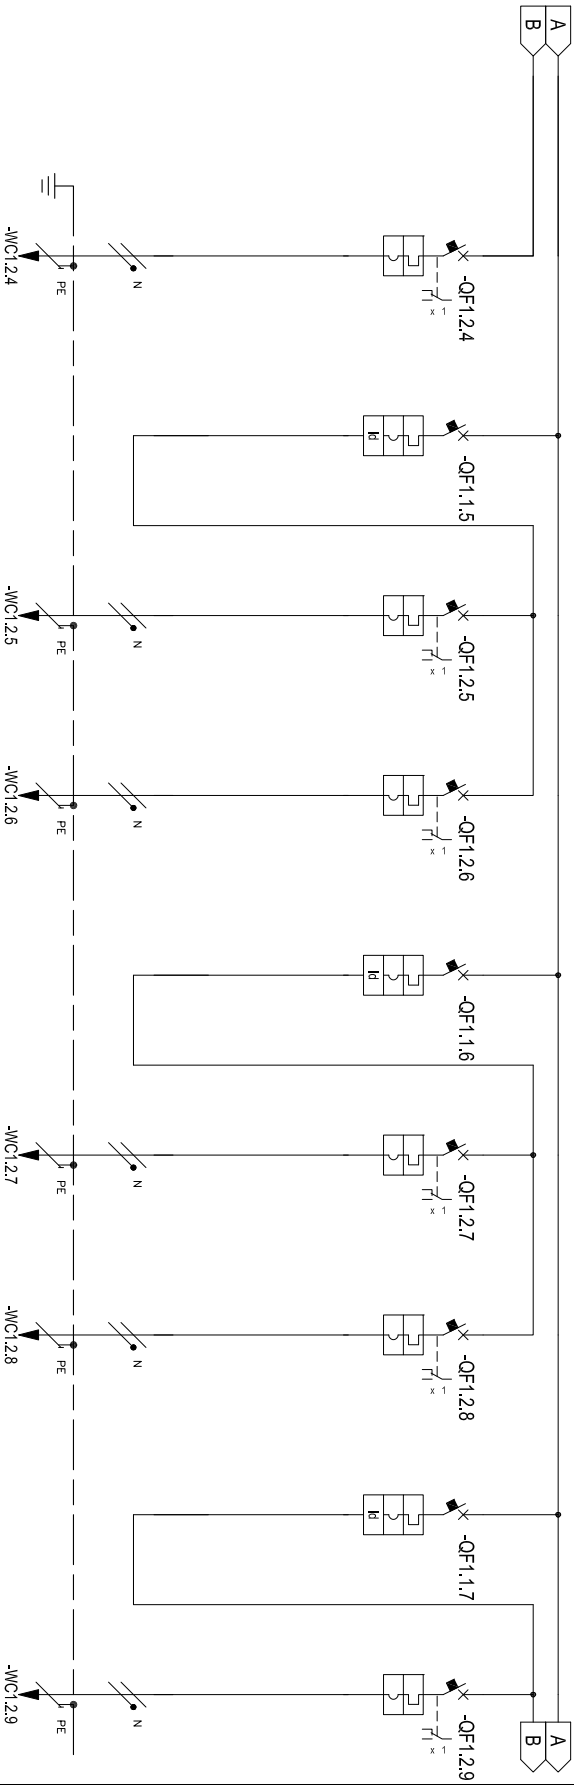 A A
B B
-QF1.2.4 -QF1.1.5 -QF1.2.5 -QF1.2.6 -QF1.1.6 -QF1.2.7 -QF1.2.8 -QF1.1.7 -QF1.2.9
1 1 1 1 1 1
x x x x x x
Id Id Id
N N N N N N
PE PE PE PE PE PE
-WC1.2.4 -WC1.2.5 -WC1.2.6 -WC1.2.7 -WC1.2.8 -WC1.2.9